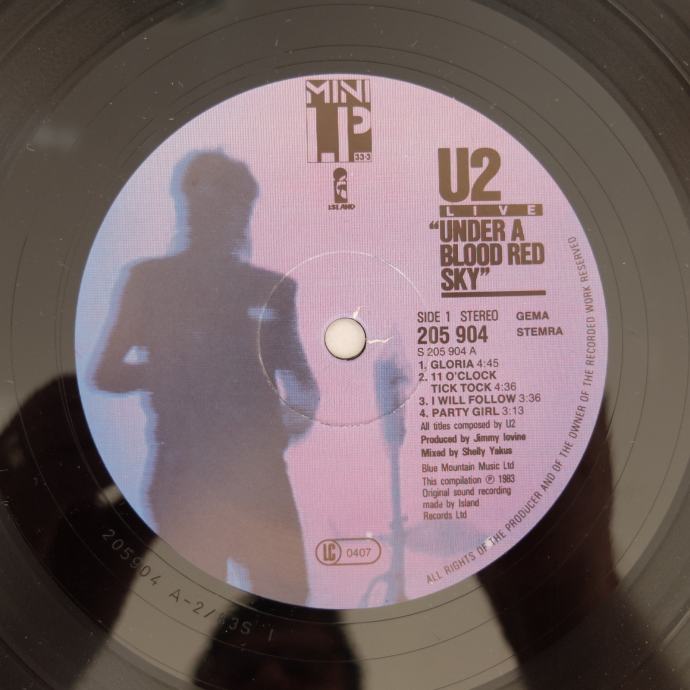 MINI
LP
33·3
ISLAND
U2
LIVE
“UNDER A
BLOOD RED
SKY”
SIDE 1 STEREO GEMA
205 904 STEMRA
S 205 904 A
1. GLORIA 4:45
2. 11 O'CLOCK
TICK TOCK 4:36
3. I WILL FOLLOW 3:36
4. PARTY GIRL 3:13
All titles composed by U2
Produced by Jimmy Iovine
Mixed by Shelly Yakus
Blue Mountain Music Ltd
This compilation ℗ 1983
Original sound recording
made by Island
Records Ltd
LC 0407
ALL RIGHTS OF THE PRODUCER AND OF THE OWNER OF THE RECORDED WORK RESERVED
205904 A-2/